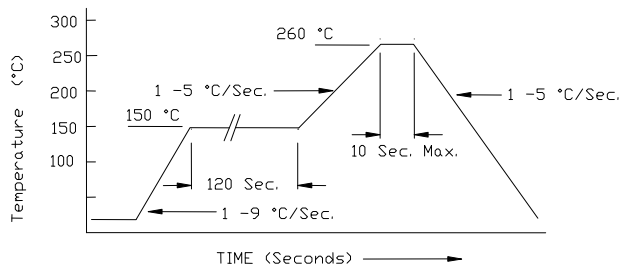 Temperature (°C)
300
250
200
150
100
260 °C
1 -5 °C/Sec.
150 °C
1 -5 °C/Sec.
10 Sec. Max.
120 Sec.
1 -9 °C/Sec.
TIME (Seconds)